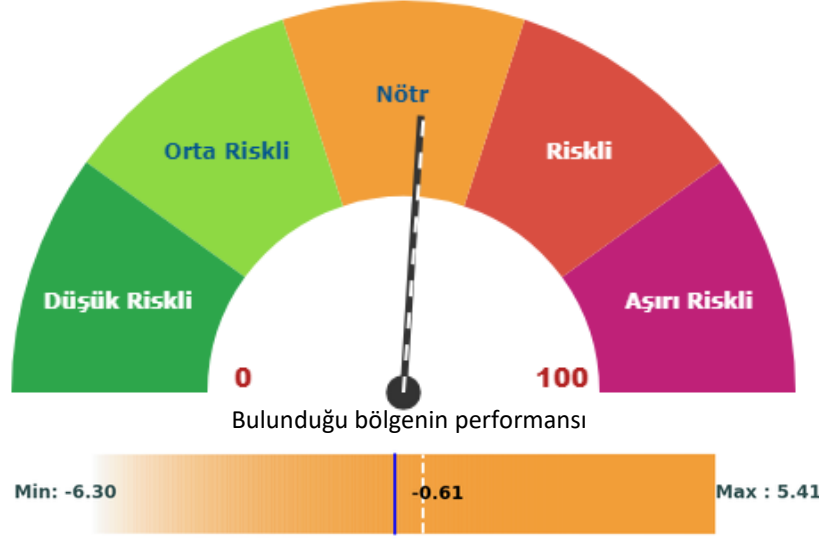 Nötr
Orta Riskli
Riskli
Düşük Riskli
Aşırı Riskli
0
100
Bulunduğu bölgenin performansı
Min: -6.30
-0.61
Max : 5.41